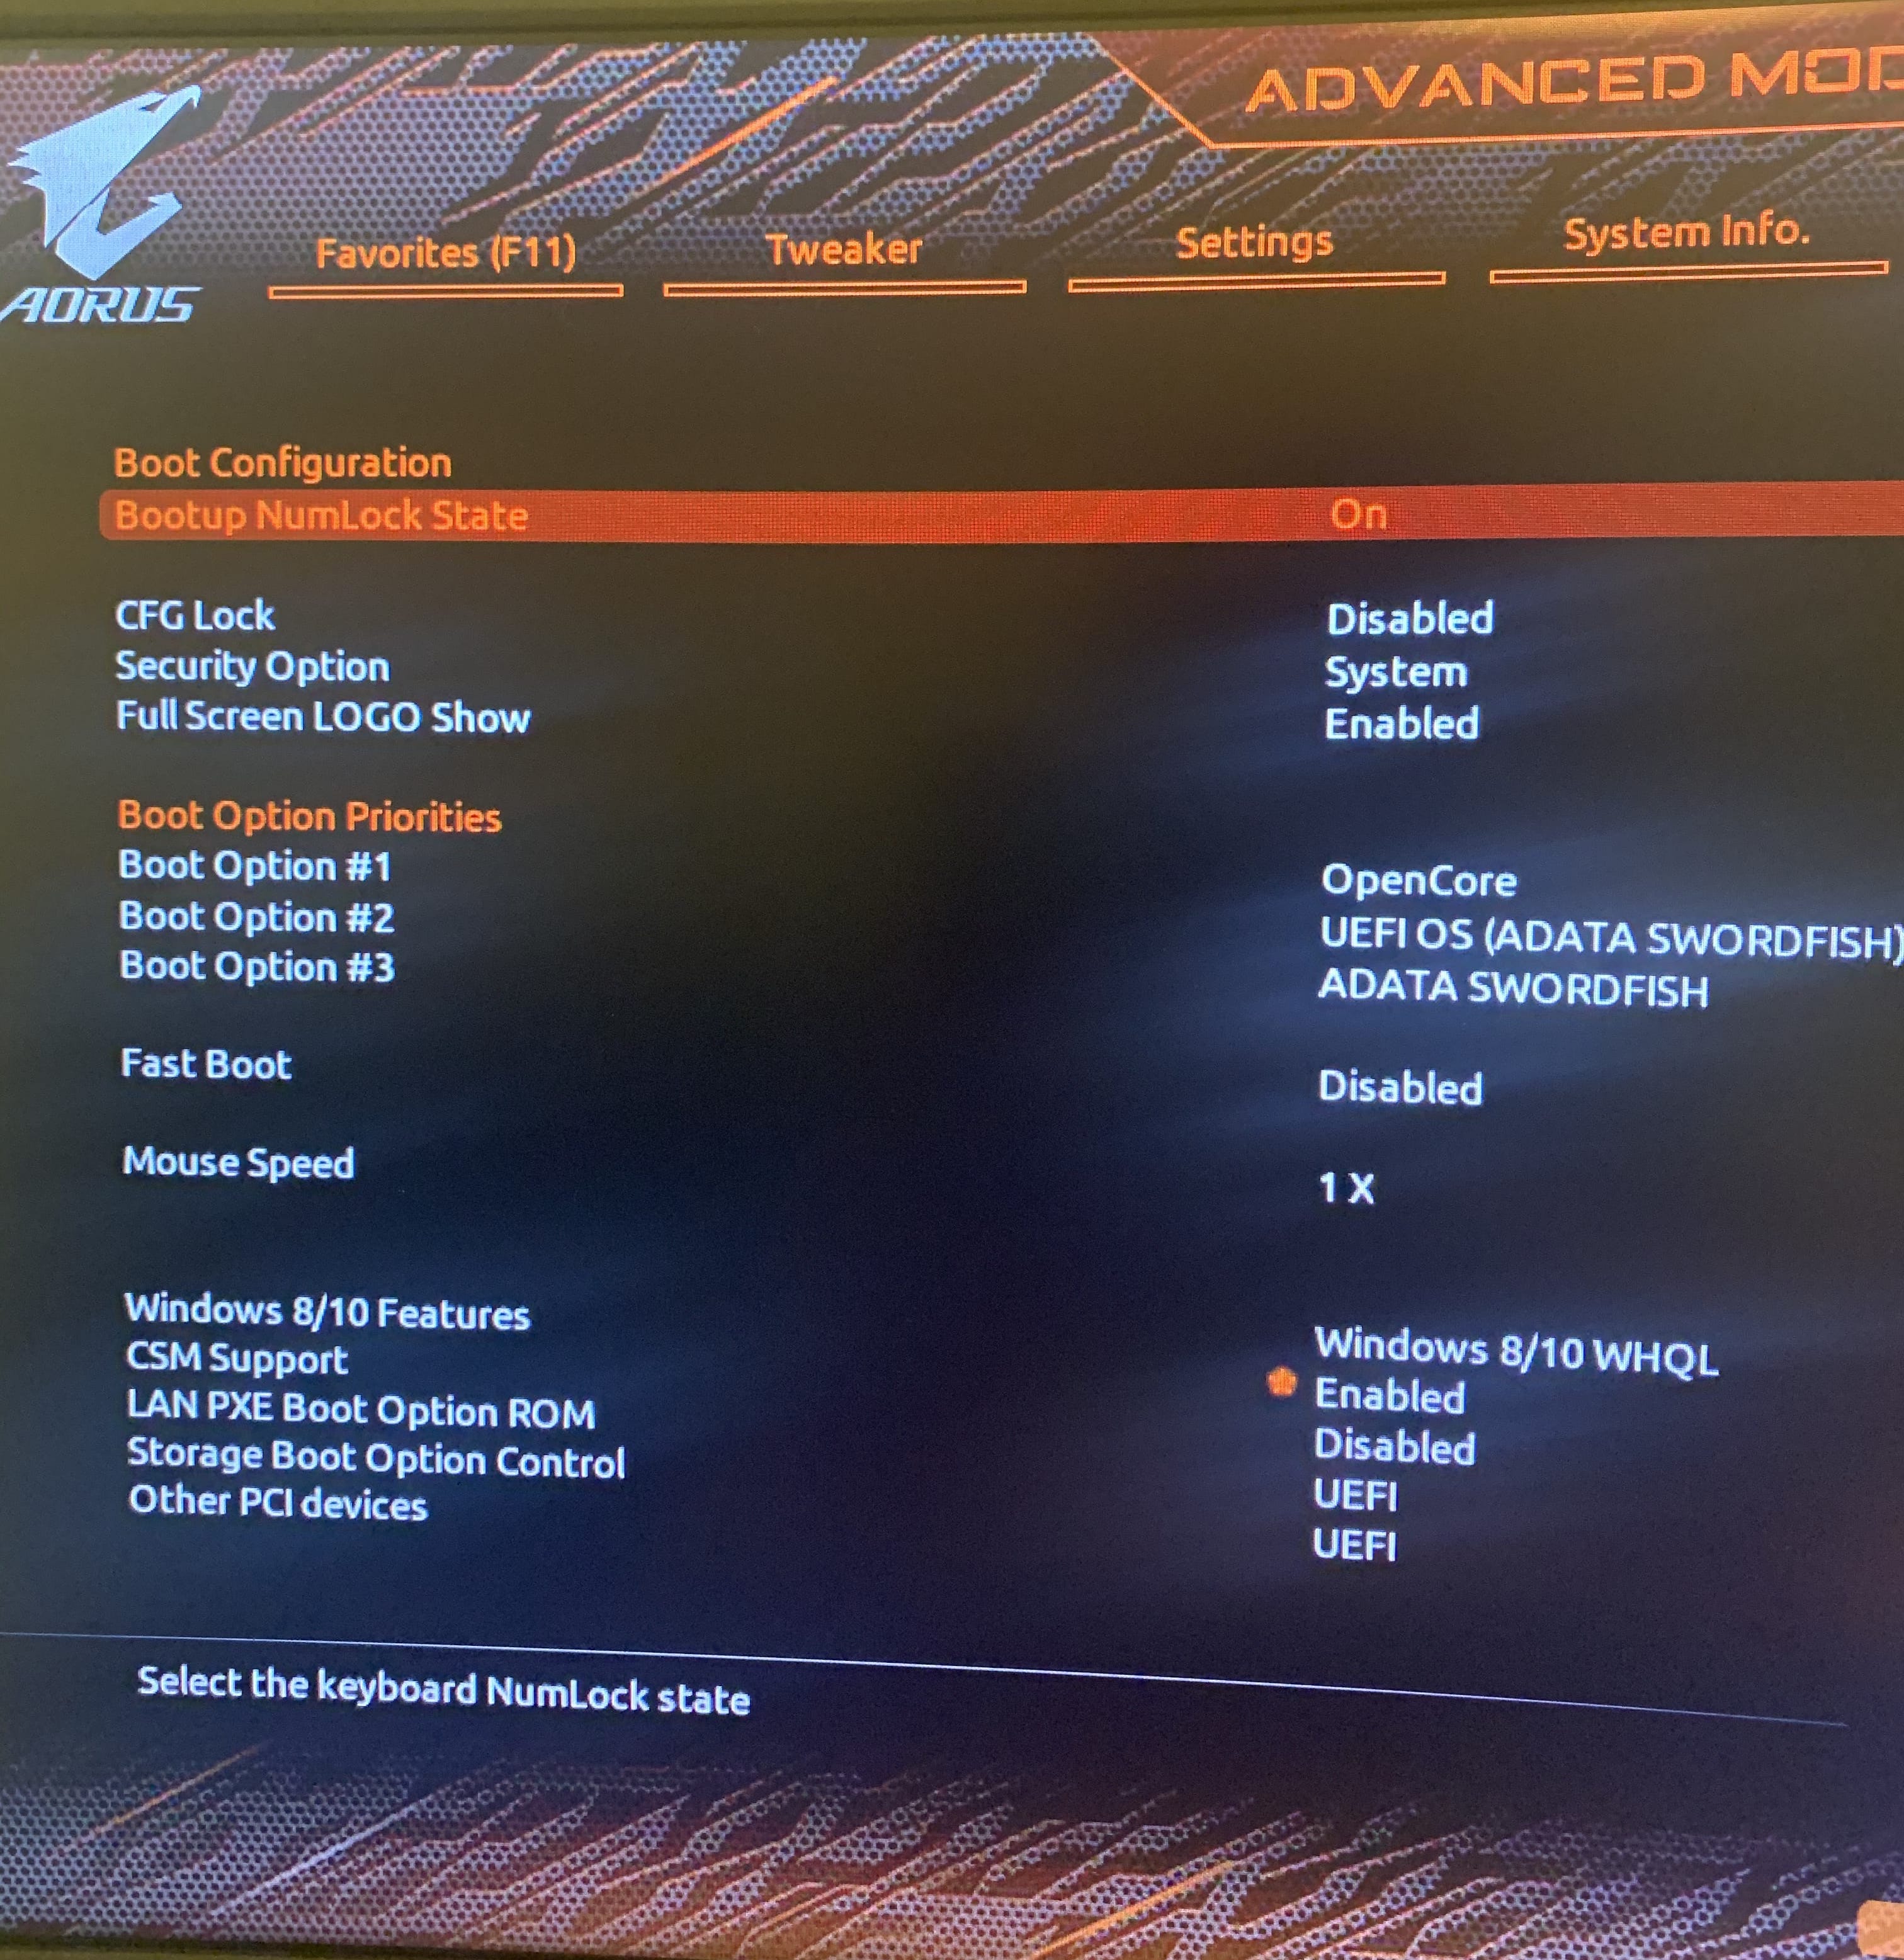 ADVANCED MOD
AORUS
Favorites (F11) Tweaker Settings System Info.
Boot Configuration
Bootup NumLock State On
CFG Lock Disabled
Security Option System
Full Screen LOGO Show Enabled
Boot Option Priorities
Boot Option #1 OpenCore
Boot Option #2 UEFI OS (ADATA SWORDFISH)
Boot Option #3 ADATA SWORDFISH
Fast Boot Disabled
Mouse Speed 1 X
Windows 8/10 Features Windows 8/10 WHQL
CSM Support Enabled
LAN PXE Boot Option ROM Disabled
Storage Boot Option Control UEFI
Other PCI devices UEFI
Select the keyboard NumLock state